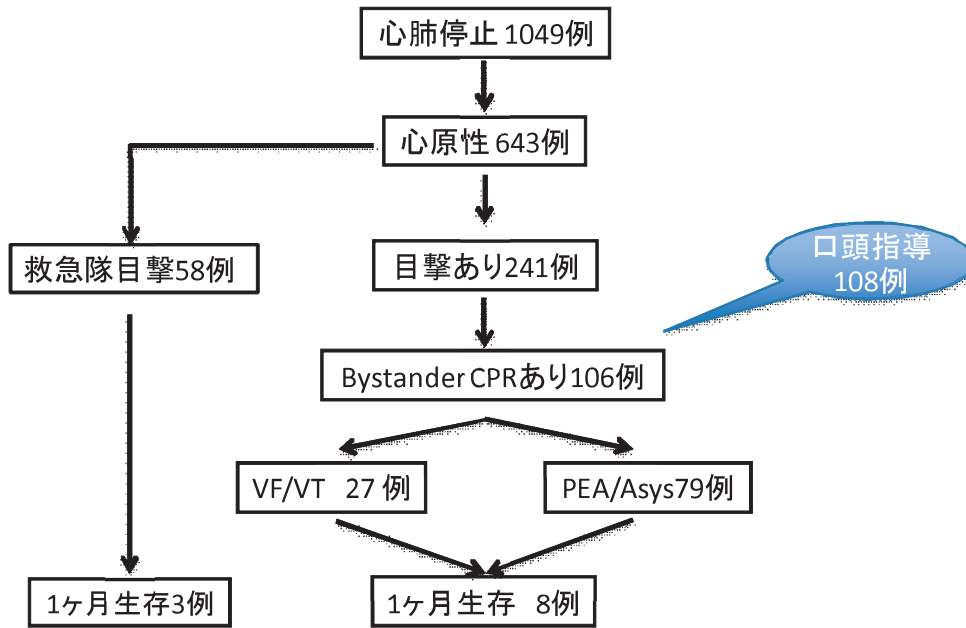 心肺停止 1049例
心原性 643例
救急隊目撃58例
目撃あり241例
口頭指導
108例
Bystander CPRあり106例
VF/VT 27 例
PEA/Asys79例
1ヶ月生存3例
1ヶ月生存 8例